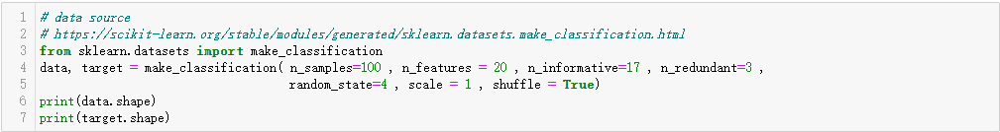 1 # data source
2 # https://scikit-learn.org/stable/modules/generated/sklearn.datasets.make_classification.html
3 from sklearn.datasets import make_classification
4 data, target = make_classification( n_samples=100 , n_features = 20 , n_informative=17 , n_redundant=3 ,
5 random_state=4 , scale = 1 , shuffle = True)
6 print(data.shape)
7 print(target.shape)